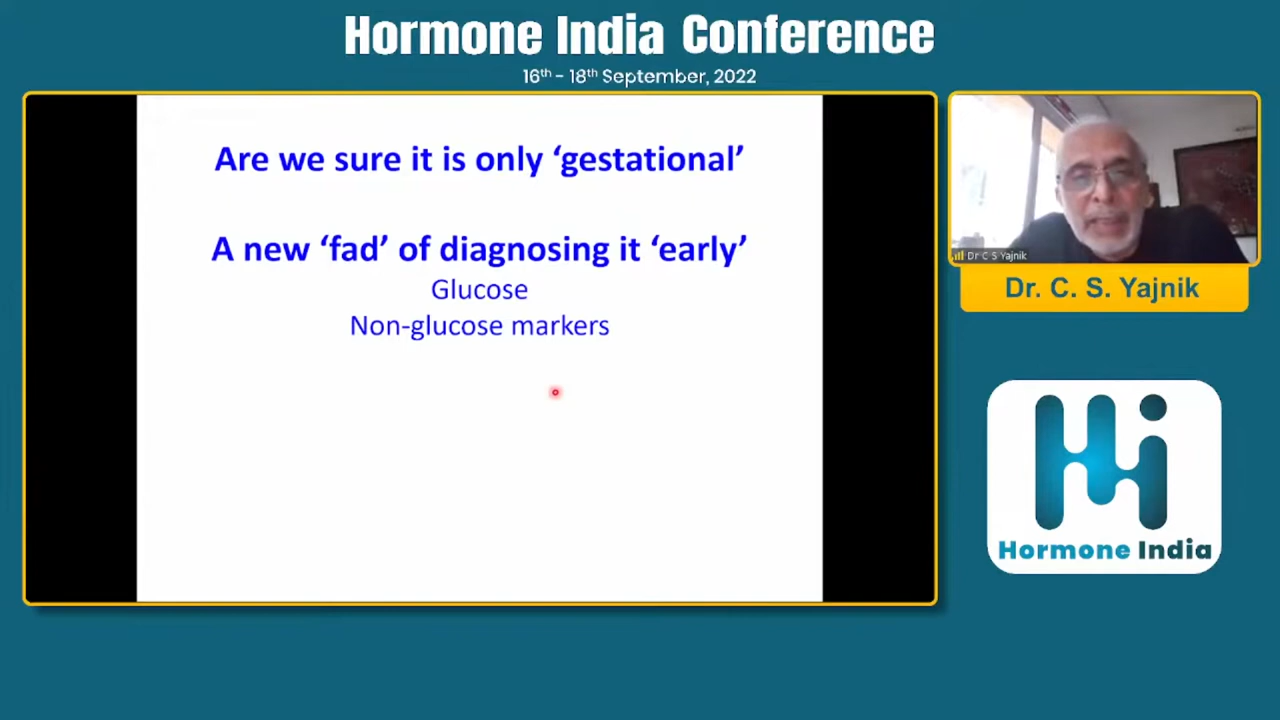 Hormone India Conference
16th - 18th September, 2022
Are we sure it is only ‘gestational’
A new ‘fad’ of diagnosing it ‘early’
Glucose
Non-glucose markers
Dr C S Yajnik
Dr. C. S. Yajnik
Hi
Hormone India